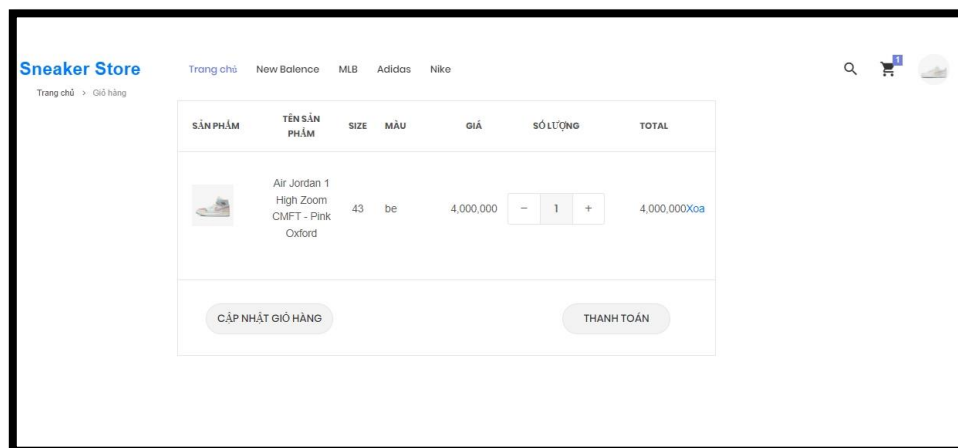 Sneaker Store
Trang chủ New Balence MLB Adidas Nike
1
Trang chủ > Giỏ hàng
SẢN PHẨM TÊN SẢN PHẨM SIZE MÀU GIÁ SỐ LƯỢNG TOTAL
Air Jordan 1
High Zoom
CMFT - Pink
Oxford
43 be 4,000,000 − 1 + 4,000,000Xoa
CẬP NHẬT GIỎ HÀNG THANH TOÁN